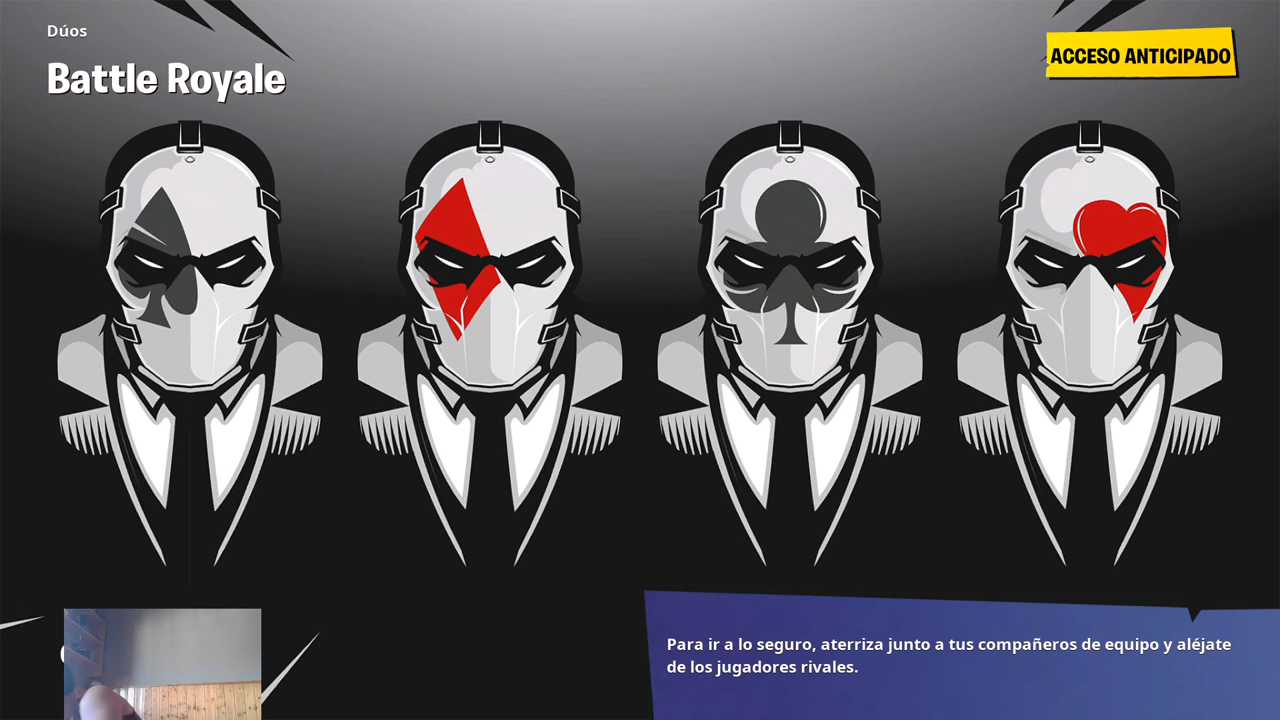 Dúos
Battle Royale
ACCESO ANTICIPADO
Para ir a lo seguro, aterriza junto a tus compañeros de equipo y aléjate
de los jugadores rivales.